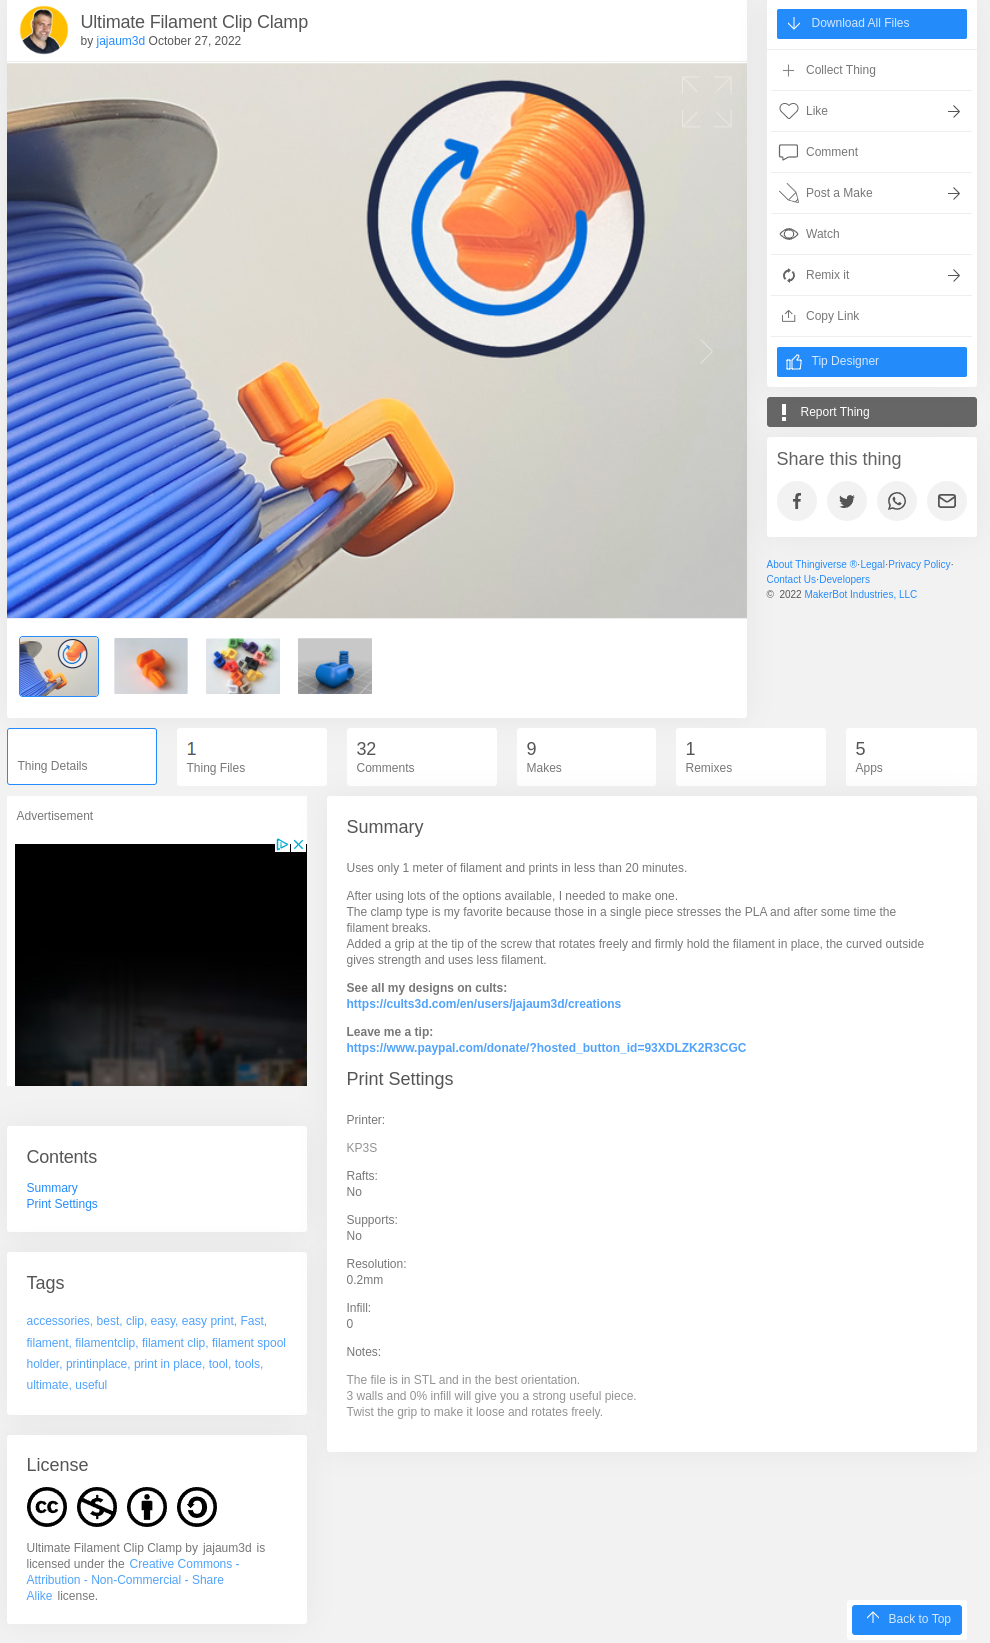 Ultimate Filament Clip Clamp
by jajaum3d October 27, 2022
Download All Files
Collect Thing
Like
Comment
Post a Make
Watch
Remix it
Copy Link
Tip Designer
Report Thing
Share this thing
About Thingiverse ®·Legal·Privacy Policy·
Contact Us·Developers
© 2022 MakerBot Industries, LLC
Thing Details
1
Thing Files
32
Comments
9
Makes
1
Remixes
5
Apps
Advertisement
Contents
Summary
Print Settings
Tags
accessories, best, clip, easy, easy print, Fast,
filament, filamentclip, filament clip, filament spool
holder, printinplace, print in place, tool, tools,
ultimate, useful
License
cc
Ultimate Filament Clip Clamp by jajaum3d is
licensed under the Creative Commons -
Attribution - Non-Commercial - Share
Alike license.
Summary
Uses only 1 meter of filament and prints in less than 20 minutes.
After using lots of the options available, I needed to make one.
The clamp type is my favorite because those in a single piece stresses the PLA and after some time the
filament breaks.
Added a grip at the tip of the screw that rotates freely and firmly hold the filament in place, the curved outside
gives strength and uses less filament.
See all my designs on cults:
https://cults3d.com/en/users/jajaum3d/creations
Leave me a tip:
https://www.paypal.com/donate/?hosted_button_id=93XDLZK2R3CGC
Print Settings
Printer:
KP3S
Rafts:
No
Supports:
No
Resolution:
0.2mm
Infill:
0
Notes:
The file is in STL and in the best orientation.
3 walls and 0% infill will give you a strong useful piece.
Twist the grip to make it loose and rotates freely.
Back to Top